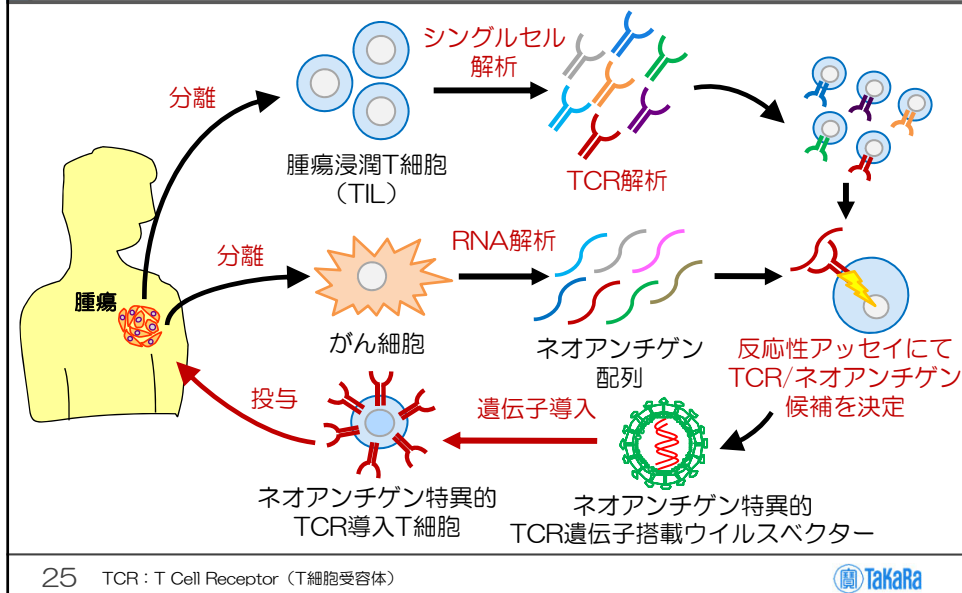 シングルセル
解析
分離
腫瘍浸潤T細胞
（TIL）
TCR解析
分離
RNA解析
腫瘍
がん細胞
ネオアンチゲン
配列
反応性アッセイにて
TCR/ネオアンチゲン
候補を決定
投与
遺伝子導入
ネオアンチゲン特異的
TCR導入T細胞
ネオアンチゲン特異的
TCR遺伝子搭載ウイルスベクター
25 TCR：T Cell Receptor（T細胞受容体）
寶 TaKaRa